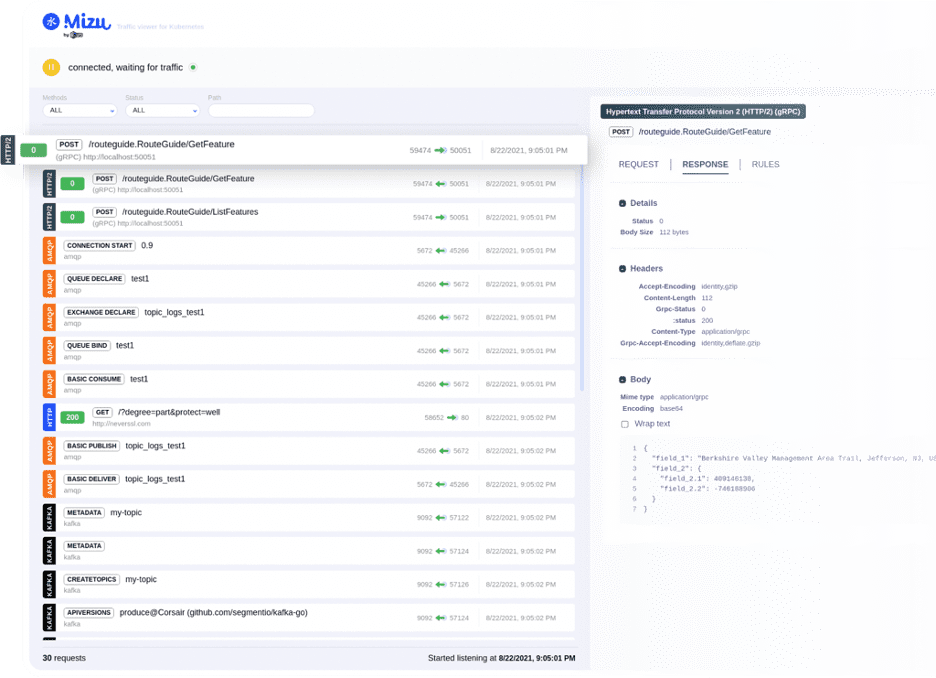 水 Mizu Traffic viewer for Kubernetes
by
connected, waiting for traffic
Methods Status Path
ALL ALL
HTTP/2 0 POST /routeguide.RouteGuide/GetFeature 59474 50051 8/22/2021, 9:05:01 PM
(gRPC) http://localhost:50051
HTTP/2 0 POST /routeguide.RouteGuide/GetFeature 59474 50051 8/22/2021, 9:05:01 PM
(gRPC) http://localhost:50051
HTTP/2 0 POST /routeguide.RouteGuide/ListFeatures 59474 50051 8/22/2021, 9:05:01 PM
(gRPC) http://localhost:50051
AMQP CONNECTION START 0.9 5672 45266 8/22/2021, 9:05:01 PM
amqp
AMQP QUEUE DECLARE test1 45266 5672 8/22/2021, 9:05:01 PM
amqp
AMQP EXCHANGE DECLARE topic_logs_test1 45266 5672 8/22/2021, 9:05:01 PM
amqp
AMQP QUEUE BIND test1 45266 5672 8/22/2021, 9:05:01 PM
amqp
AMQP BASIC CONSUME test1 45266 5672 8/22/2021, 9:05:01 PM
amqp
HTTP 200 GET /?degree=part&protect=well 58652 80 8/22/2021, 9:05:02 PM
http://neverssl.com
AMQP BASIC PUBLISH topic_logs_test1 45266 5672 8/22/2021, 9:05:02 PM
amqp
AMQP BASIC DELIVER topic_logs_test1 5672 45266 8/22/2021, 9:05:02 PM
amqp
KAFKA METADATA my-topic 9092 57122 8/22/2021, 9:05:02 PM
kafka
KAFKA METADATA 9092 57124 8/22/2021, 9:05:02 PM
kafka
KAFKA CREATETOPICS my-topic 9092 57126 8/22/2021, 9:05:02 PM
kafka
KAFKA APIVERSIONS produce@Corsair (github.com/segmentio/kafka-go) 9092 57124 8/22/2021, 9:05:02 PM
kafka
30 requests Started listening at 8/22/2021, 9:05:01 PM
Hypertext Transfer Protocol Version 2 (HTTP/2) (gRPC)
POST /routeguide.RouteGuide/GetFeature
REQUEST RESPONSE RULES
Details
Status 0
Body Size 112 bytes
Headers
Accept-Encoding identity,gzip
Content-Length 112
Grpc-Status 0
:status 200
Content-Type application/grpc
Grpc-Accept-Encoding identity,deflate,gzip
Body
Mime type application/grpc
Encoding base64
Wrap text
1 {
2 "field_1": "Berkshire Valley Management Area Trail, Jefferson, NJ, US
3 "field_2": {
4 "field_2.1": 409146138,
5 "field_2.2": -746188906
6 }
7 }